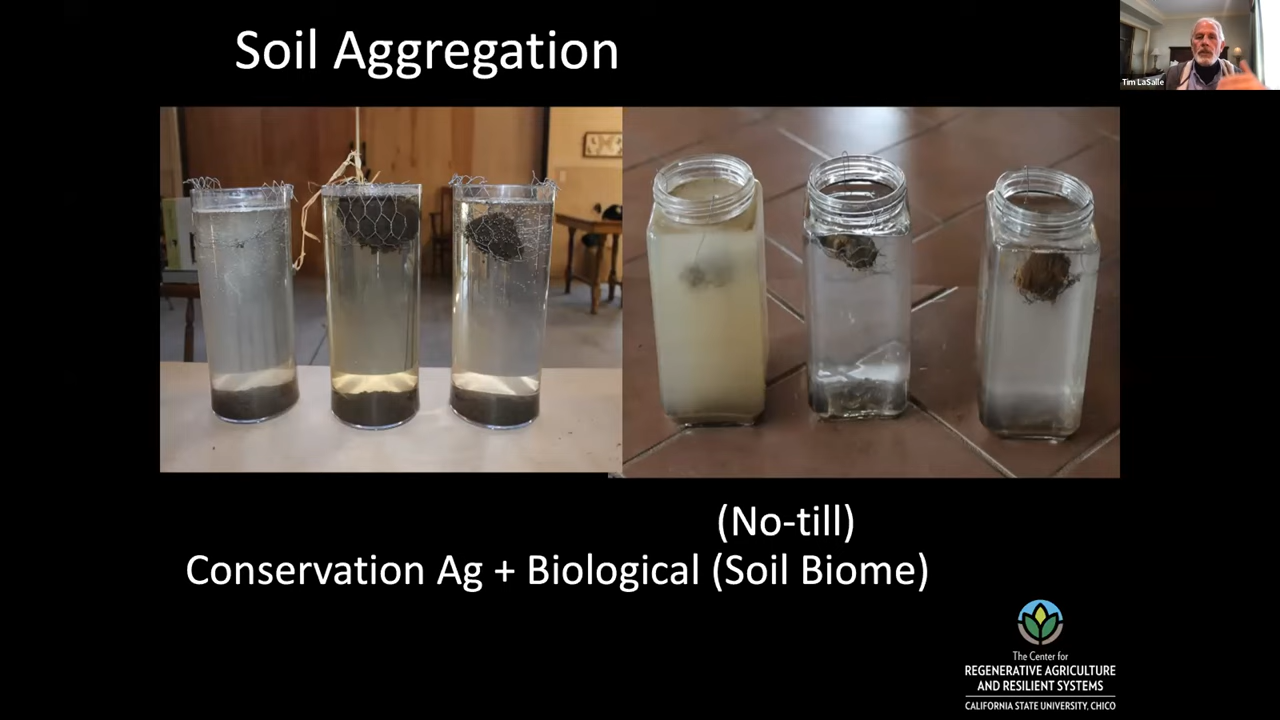 Soil Aggregation
Tim LaSalle
(No-till)
Conservation Ag + Biological (Soil Biome)
The Center for
REGENERATIVE AGRICULTURE
AND RESILIENT SYSTEMS
CALIFORNIA STATE UNIVERSITY, CHICO